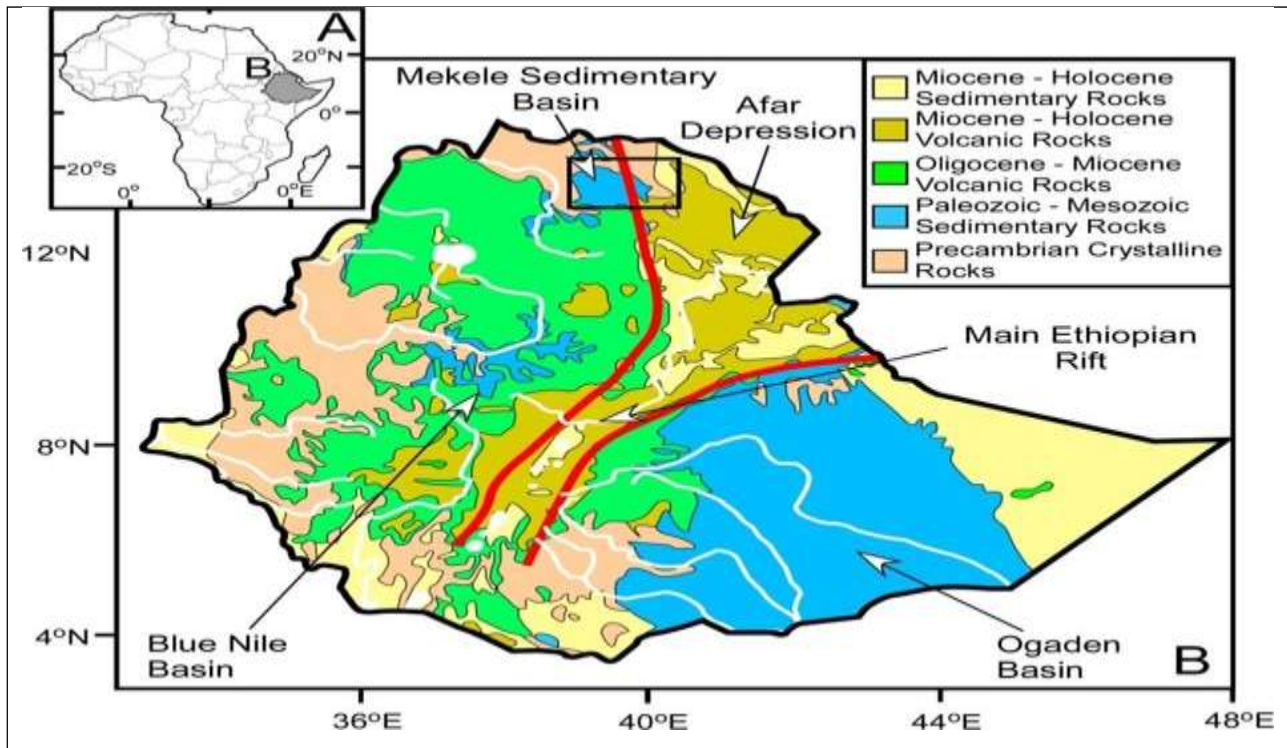 A
20°N
B
0°
20°S
0°
0°E
Mekele Sedimentary
Basin
Afar
Depression
Miocene - Holocene
Sedimentary Rocks
Miocene - Holocene
Volcanic Rocks
Oligocene - Miocene
Volcanic Rocks
Paleozoic - Mesozoic
Sedimentary Rocks
Precambrian Crystalline
Rocks
12°N
Main Ethiopian
Rift
8°N
4°N
Blue Nile
Basin
Ogaden
Basin
B
36°E
40°E
44°E
48°E